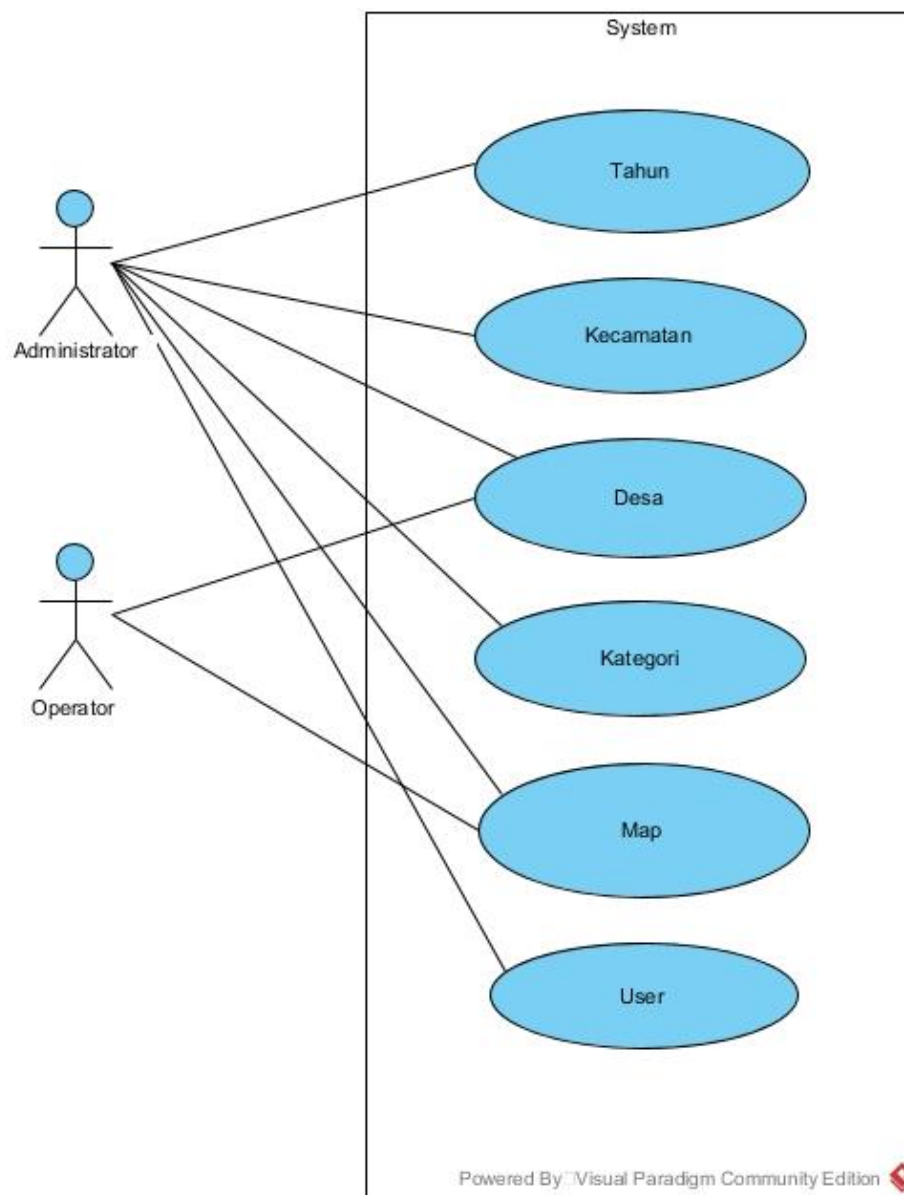 System
Tahun
Kecamatan
Administrator
Desa
Kategori
Operator
Map
User
Powered By Visual Paradigm Community Edition